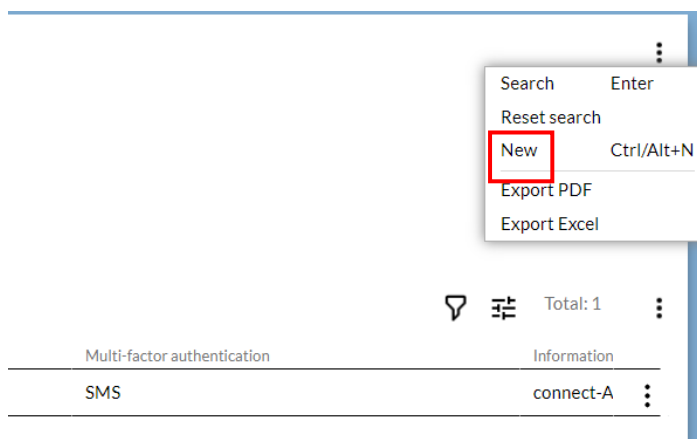 Search Enter
Reset search
New Ctrl/Alt+N
Export PDF
Export Excel
Total: 1
Multi-factor authentication Information
SMS connect-A